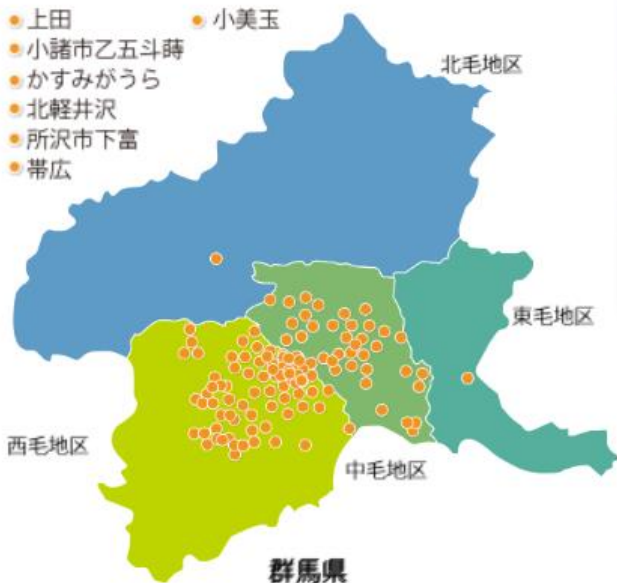 上田
小諸市乙五斗蒔
かすみがうら
北軽井沢
所沢市下富
帯広
小美玉
北毛地区
東毛地区
西毛地区
中毛地区
群馬県